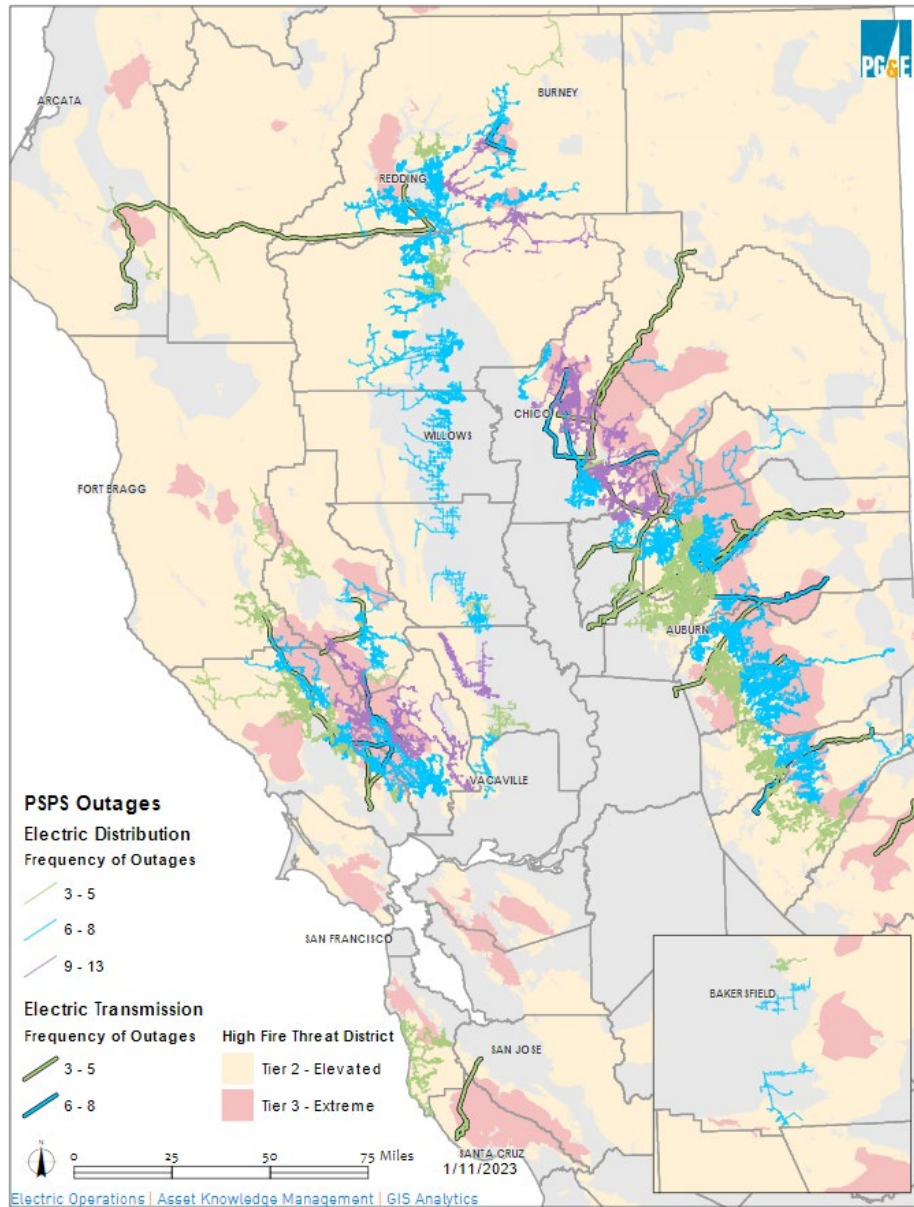 PG&E
BURNEY
ARCATA
REDDING
CHICO
WILLOWS
FORT BRAGG
AUBURN
VACAVILLE
SAN FRANCISCO
SAN JOSE
SANTA CRUZ
BAKERSFIELD
PSPS Outages
Electric Distribution
Frequency of Outages
3 - 5
6 - 8
9 - 13
Electric Transmission
Frequency of Outages
3 - 5
6 - 8
High Fire Threat District
Tier 2 - Elevated
Tier 3 - Extreme
N
0 25 50 75 Miles
1/11/2023
Electric Operations | Asset Knowledge Management | GIS Analytics